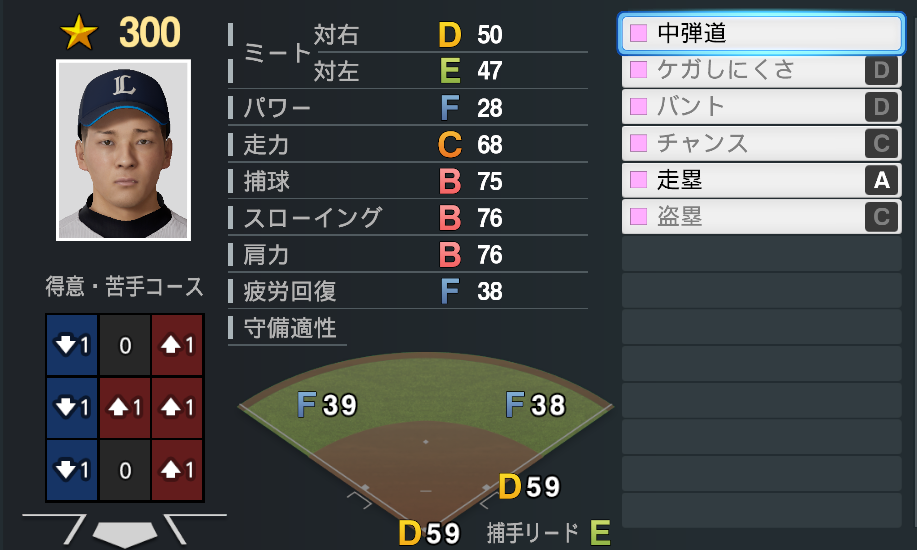 300
L
得意・苦手コース
1 0 1
1 1 1
1 0 1
ミート 対右 D 50
対左 E 47
パワー F 28
走力 C 68
捕球 B 75
スローイング B 76
肩力 B 76
疲労回復 F 38
守備適性
F39 F38
D59
D59 捕手リード E
中弾道
ケガしにくさ D
バント D
チャンス C
走塁 A
盗塁 C